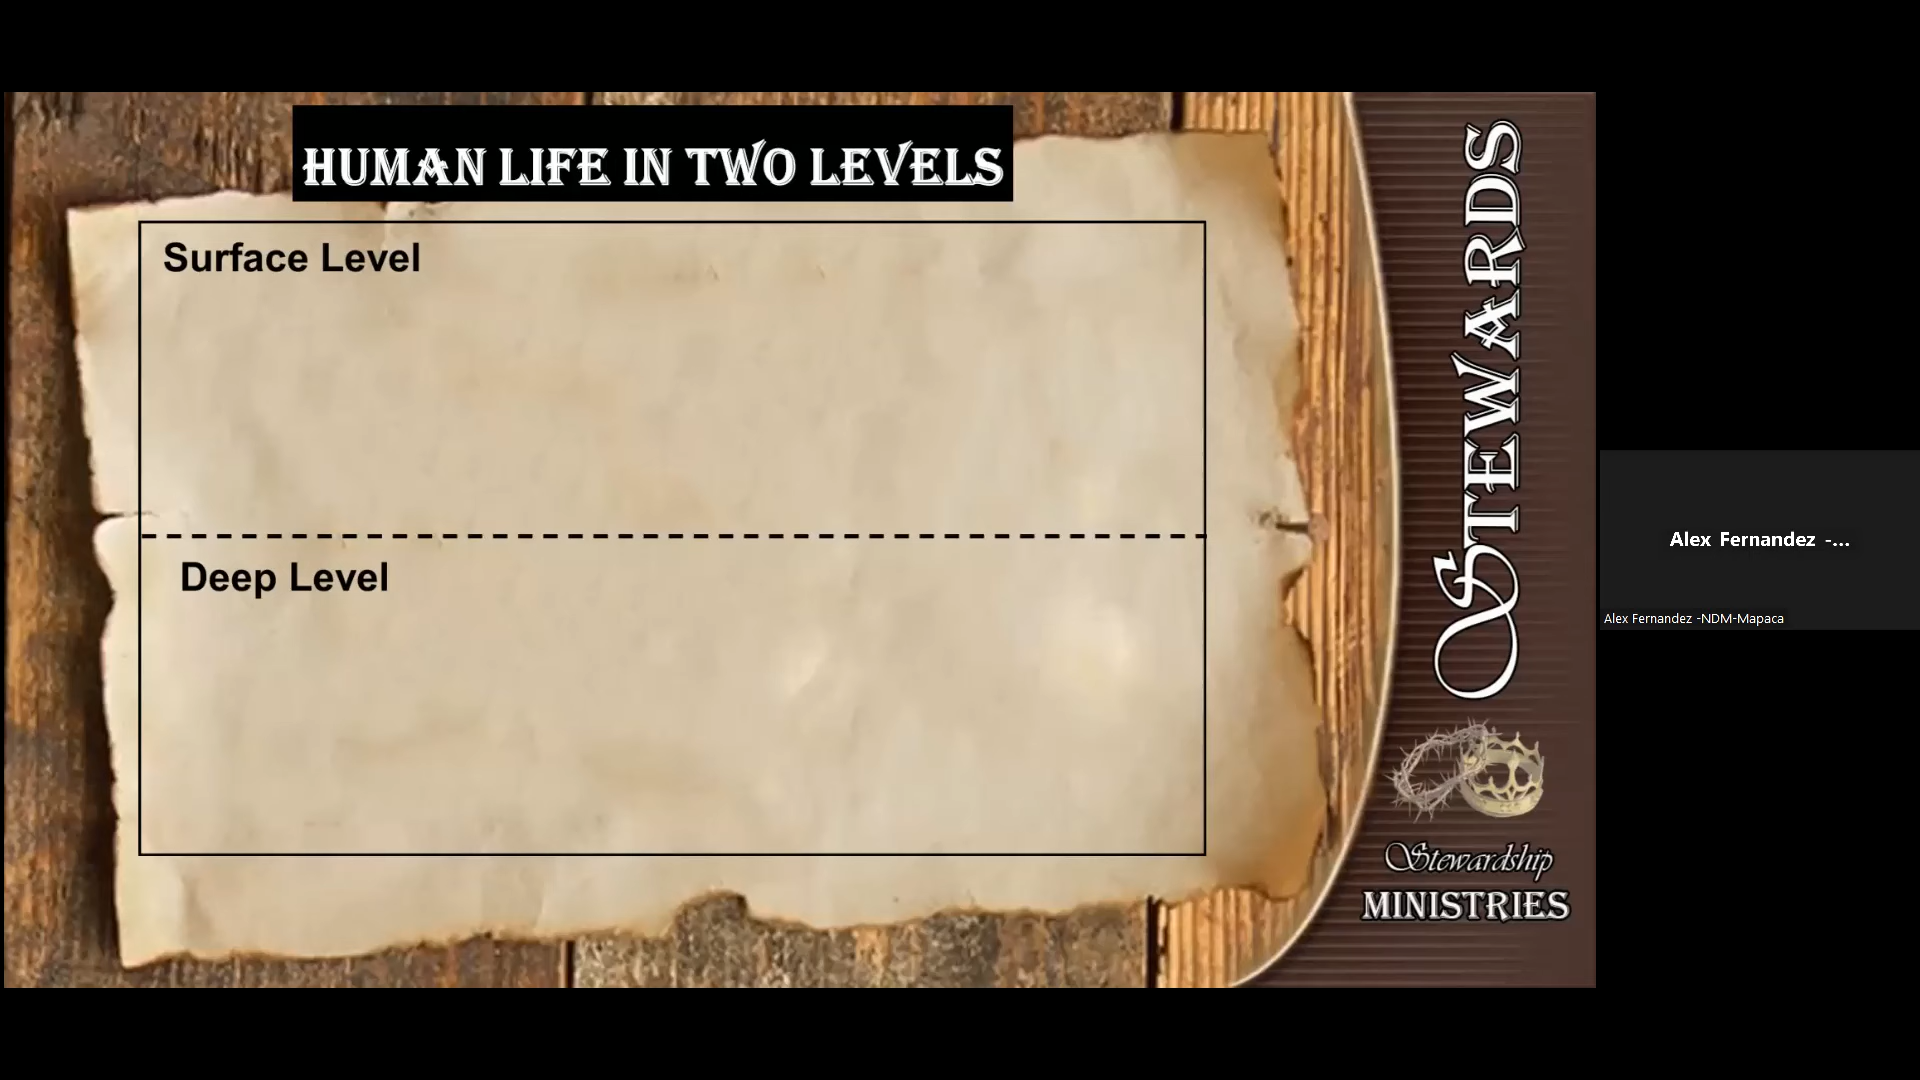 HUMAN LIFE IN TWO LEVELS
Surface Level
Deep Level
STEWARDS
Stewardship
MINISTRIES
Alex Fernandez -...
Alex Fernandez -NDM-Mapaca